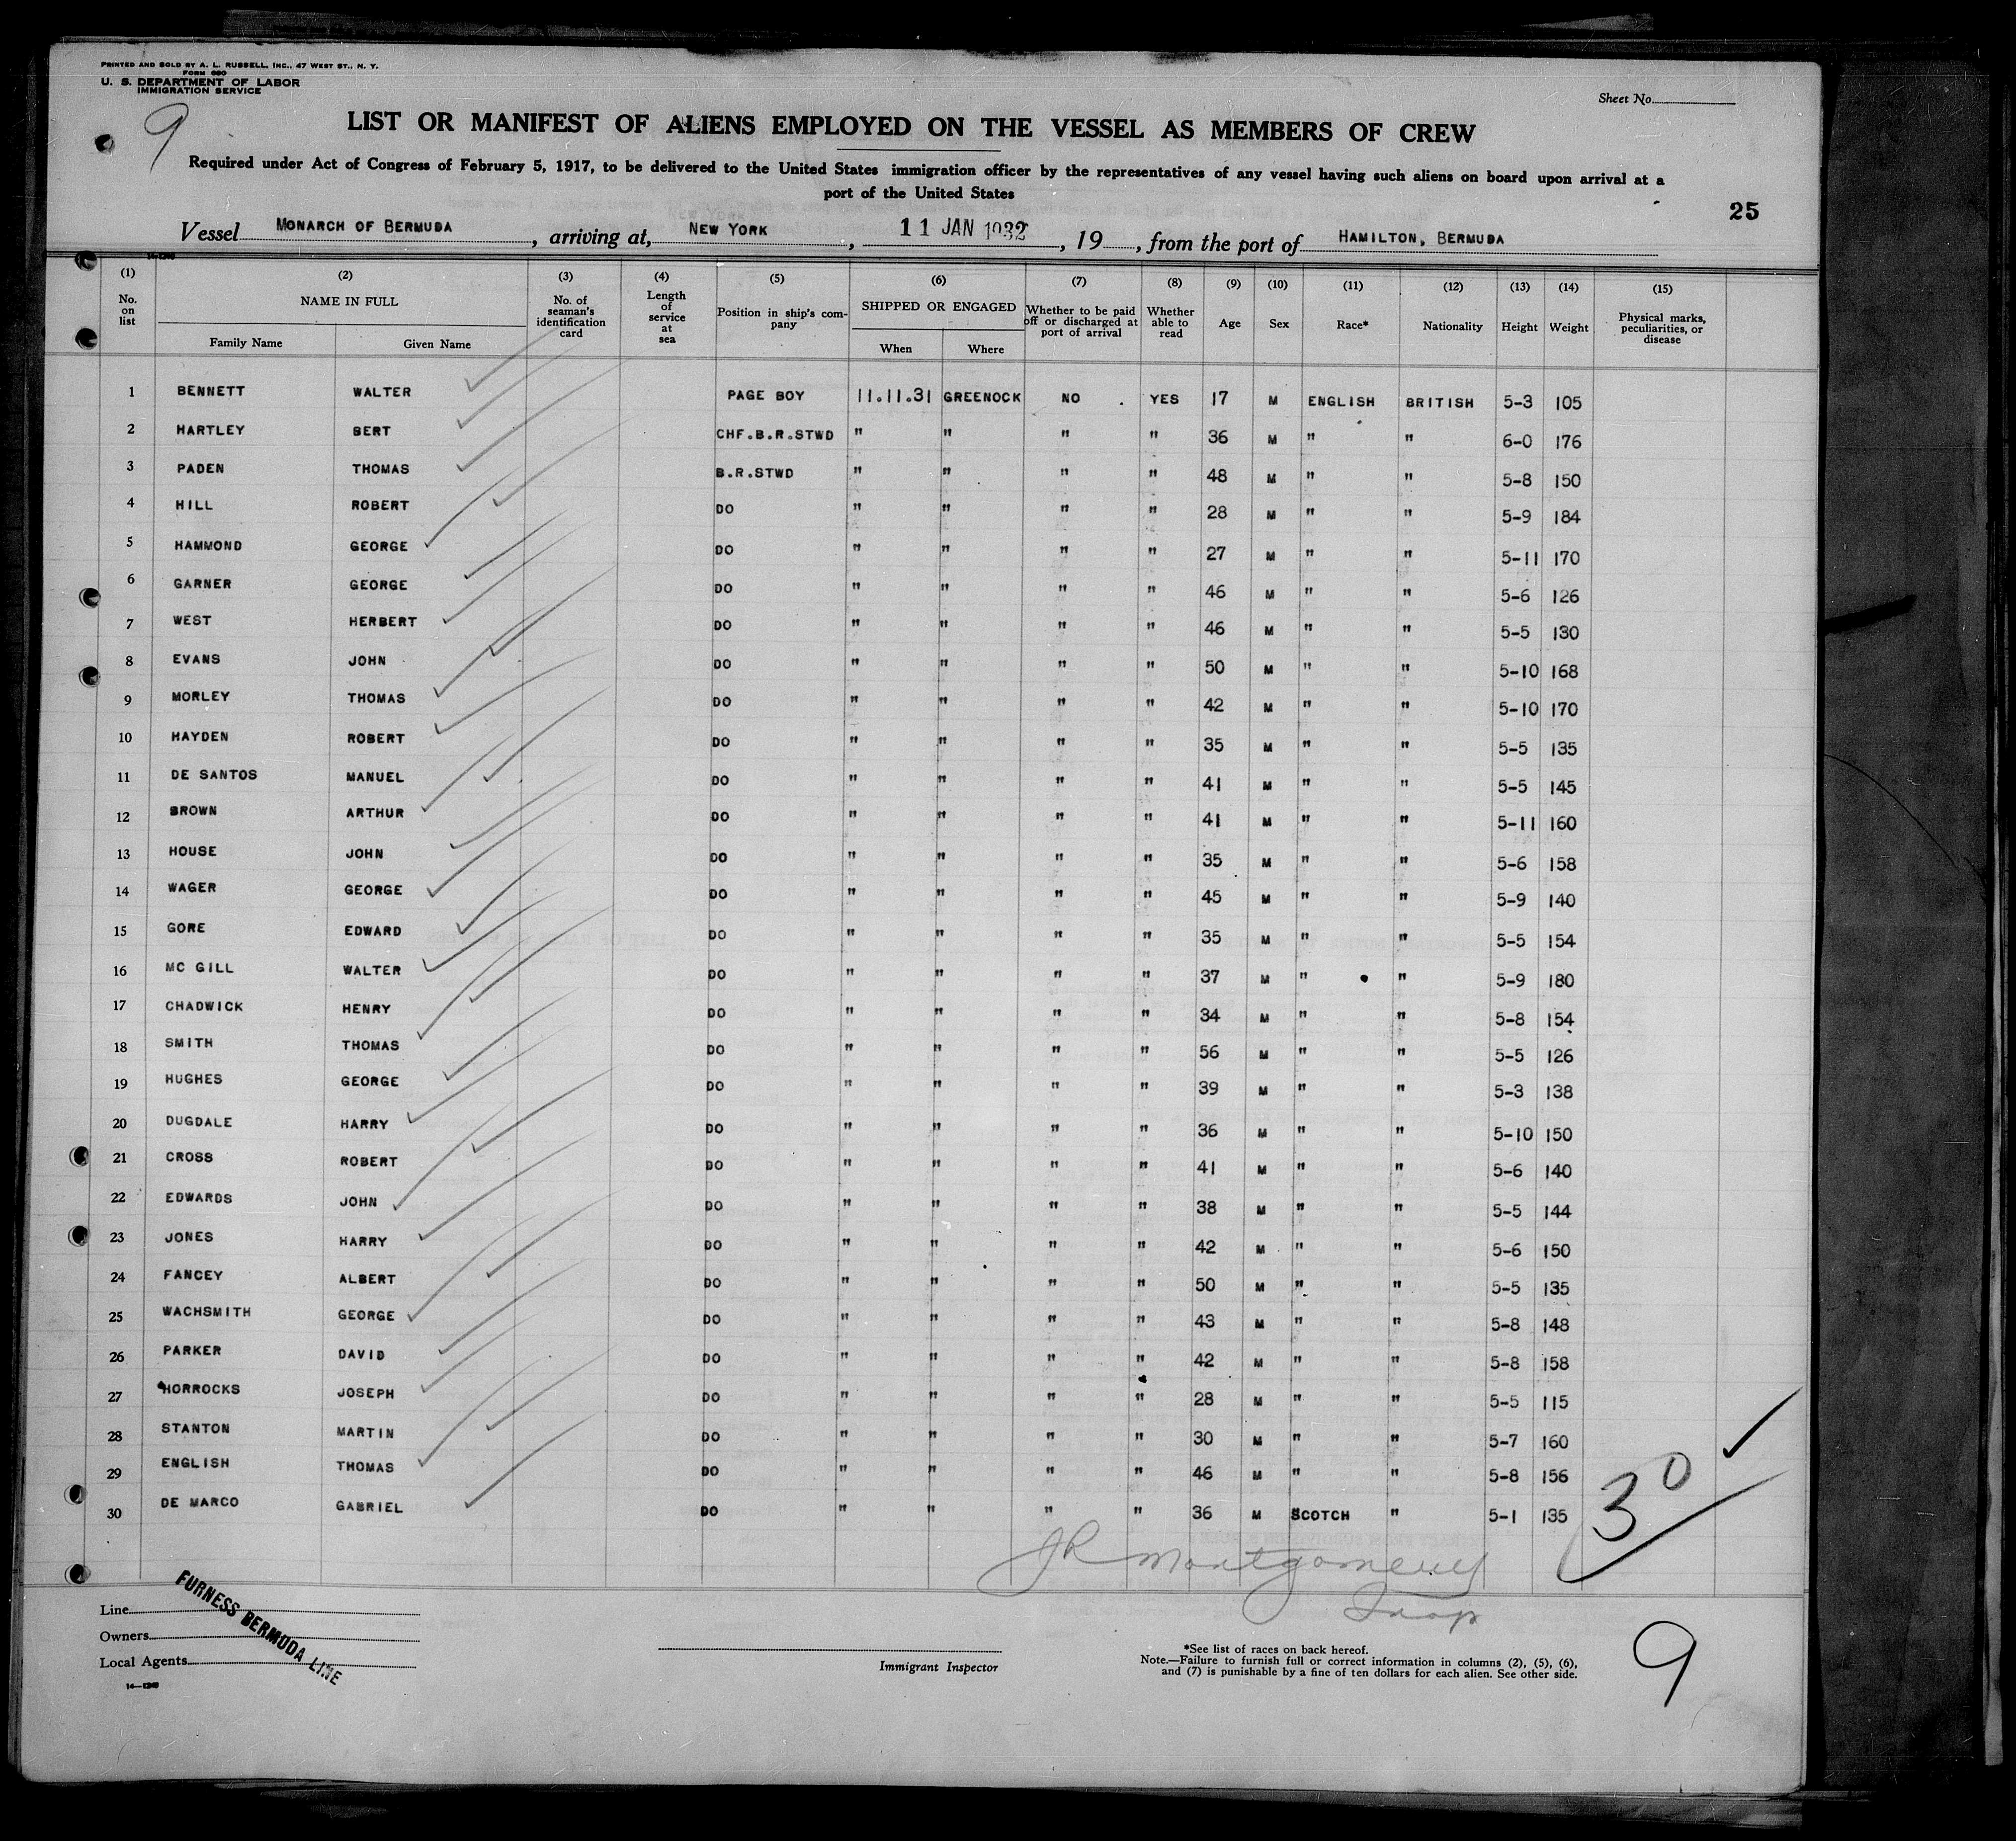 PRINTED AND SOLD BY A. L. RUSSELL, INC., 47 WEST ST., N. Y.
FORM 680
U. S. DEPARTMENT OF LABOR
IMMIGRATION SERVICE
9
Sheet No.
LIST OR MANIFEST OF ALIENS EMPLOYED ON THE VESSEL AS MEMBERS OF CREW
Required under Act of Congress of February 5, 1917, to be delivered to the United States immigration officer by the representatives of any vessel having such aliens on board upon arrival at a
port of the United States
25
Vessel MONARCH OF BERMUDA, arriving at, NEW YORK, 11 JAN 1932, 19, from the port of HAMILTON, BERMUDA
(1) (2) (3) (4) (5) (6) (7) (8) (9) (10) (11) (12) (13) (14) (15)
No. on list NAME IN FULL Family Name Given Name No. of seaman's identification card Length of service at sea Position in ship's company SHIPPED OR ENGAGED When Where Whether to be paid off or discharged at port of arrival Whether able to read Age Sex Race* Nationality Height Weight Physical marks, peculiarities, or disease
1 BENNETT WALTER PAGE BOY 11.11.31 GREENOCK NO YES 17 M ENGLISH BRITISH 5-3 105
2 HARTLEY BERT CHF.B.R.STWD " " " " 36 M " " 6-0 176
3 PADEN THOMAS B.R.STWD " " " " 48 M " " 5-8 150
4 HILL ROBERT DO " " " " 28 M " " 5-9 184
5 HAMMOND GEORGE DO " " " " 27 M " " 5-11 170
6 GARNER GEORGE DO " " " " 46 M " " 5-6 126
7 WEST HERBERT DO " " " " 46 M " " 5-5 130
8 EVANS JOHN DO " " " " 50 M " " 5-10 168
9 MORLEY THOMAS DO " " " " 42 M " " 5-10 170
10 HAYDEN ROBERT DO " " " " 35 M " " 5-5 135
11 DE SANTOS MANUEL DO " " " " 41 M " " 5-5 145
12 BROWN ARTHUR DO " " " " 41 M " " 5-11 160
13 HOUSE JOHN DO " " " " 35 M " " 5-6 158
14 WAGER GEORGE DO " " " " 45 M " " 5-9 140
15 GORE EDWARD DO " " " " 35 M " " 5-5 154
16 MC GILL WALTER DO " " " " 37 M " " 5-9 180
17 CHADWICK HENRY DO " " " " 34 M " " 5-8 154
18 SMITH THOMAS DO " " " " 56 M " " 5-5 126
19 HUGHES GEORGE DO " " " " 39 M " " 5-3 138
20 DUGDALE HARRY DO " " " " 36 M " " 5-10 150
21 CROSS ROBERT DO " " " " 41 M " " 5-6 140
22 EDWARDS JOHN DO " " " " 38 M " " 5-5 144
23 JONES HARRY DO " " " " 42 M " " 5-6 150
24 FANCEY ALBERT DO " " " " 50 M " " 5-5 135
25 WACHSMITH GEORGE DO " " " " 43 M " " 5-8 148
26 PARKER DAVID DO " " " " 42 M " " 5-8 158
27 HORROCKS JOSEPH DO " " " " 28 M " " 5-5 115
28 STANTON MARTIN DO " " " " 30 M " " 5-7 160
29 ENGLISH THOMAS DO " " " " 46 M " " 5-8 156
30 DE MARCO GABRIEL DO " " " " 36 M SCOTCH " 5-1 135
30
JR Montgomery
Insp
Line
Owners
Local Agents
FURNESS BERMUDA LINE
14—1240
Immigrant Inspector
*See list of races on back hereof.
Note.—Failure to furnish full or correct information in columns (2), (5), (6),
and (7) is punishable by a fine of ten dollars for each alien. See other side.
9